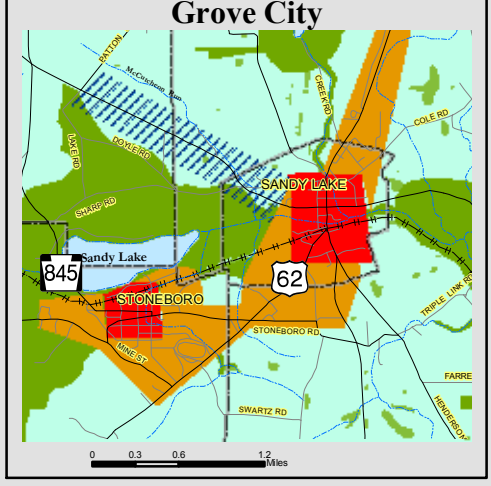 Grove City
PATTON
McCutcheon Run
CREEK RD
COLE RD
LAKE RD
DOYLE RD
SANDY LAKE
SHARP RD
Sandy Lake
845
62
STONEBORO
TRIPLE LINK RD
STONEBORO RD
MINE ST
FARRE
SWARTZ RD
HENDERSON
0 0.3 0.6 1.2
Miles